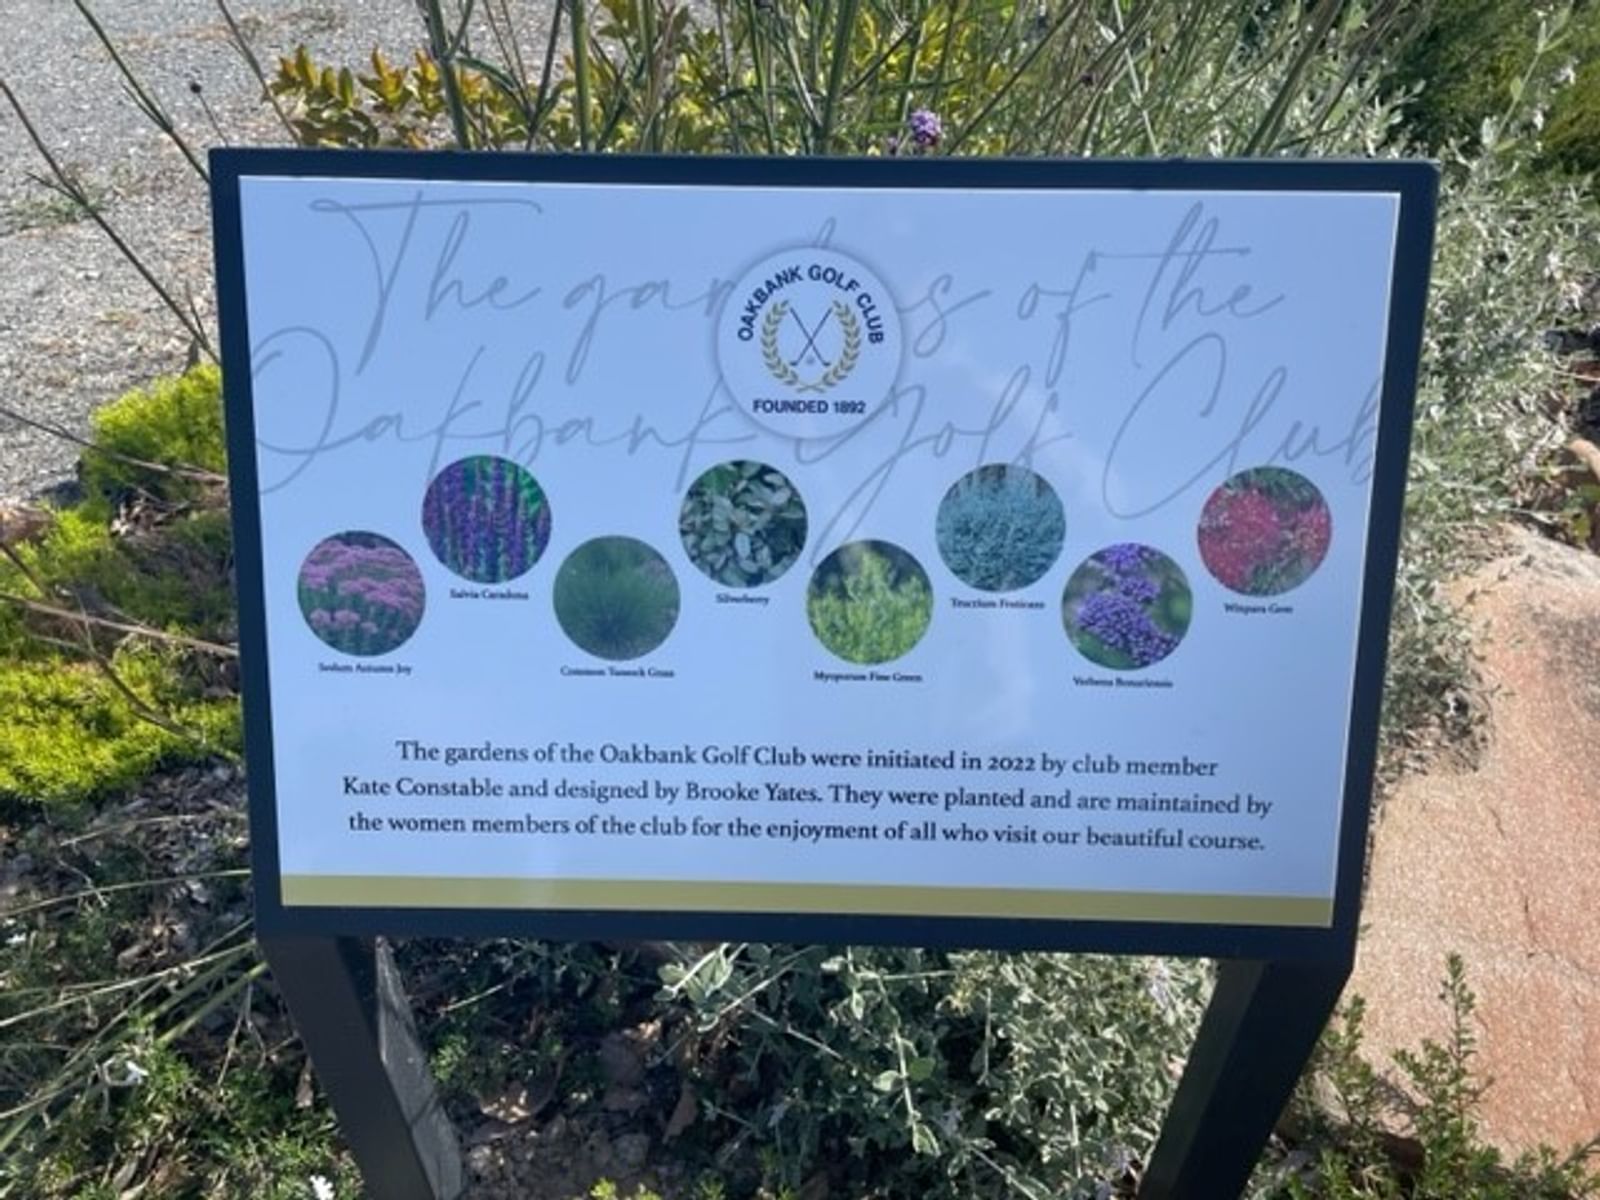 The gardens of the
Oakbank Golf Club
OAKBANK GOLF CLUB
FOUNDED 1892
Salvia Caradona
Silverberry
Teucrium Fruticans
Winpara Gem
Sedum Autumn Joy
Common Tussock Grass
Myoporum Fine Green
Verbena Bonariensis
The gardens of the Oakbank Golf Club were initiated in 2022 by club member
Kate Constable and designed by Brooke Yates. They were planted and are maintained by
the women members of the club for the enjoyment of all who visit our beautiful course.